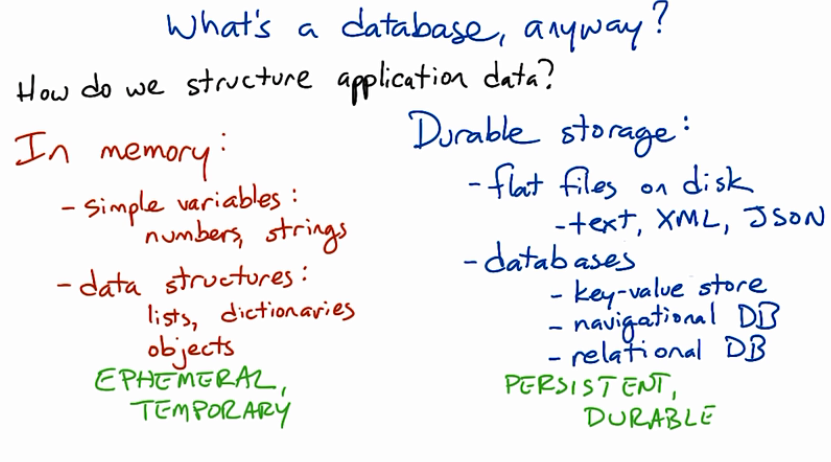 What's a database, anyway?
How do we structure application data?
In memory:
- simple variables:
numbers, strings
- data structures:
lists, dictionaries
objects
EPHEMERAL,
TEMPORARY
Durable storage:
- flat files on disk
- text, XML, JSON
- databases
- key-value store
- navigational DB
- relational DB
PERSISTENT,
DURABLE